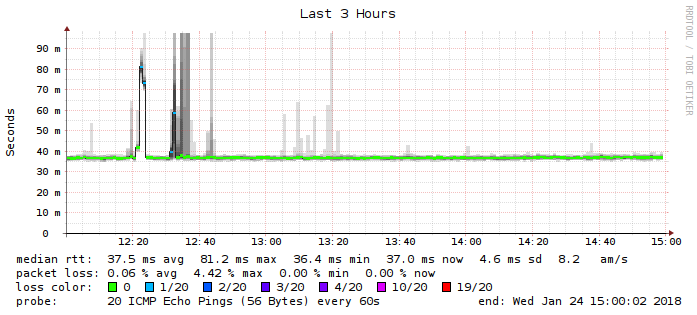 Last 3 Hours
RRDTOOL / TOBI OETIKER
Seconds
90 m
80 m
70 m
60 m
50 m
40 m
30 m
20 m
10 m
0
12:20 12:40 13:00 13:20 13:40 14:00 14:20 14:40 15:00
median rtt: 37.5 ms avg 81.2 ms max 36.4 ms min 37.0 ms now 4.6 ms sd 8.2 am/s
packet loss: 0.06 % avg 4.42 % max 0.00 % min 0.00 % now
loss color: 0 1/20 2/20 3/20 4/20 10/20 19/20
probe: 20 ICMP Echo Pings (56 Bytes) every 60s end: Wed Jan 24 15:00:02 2018